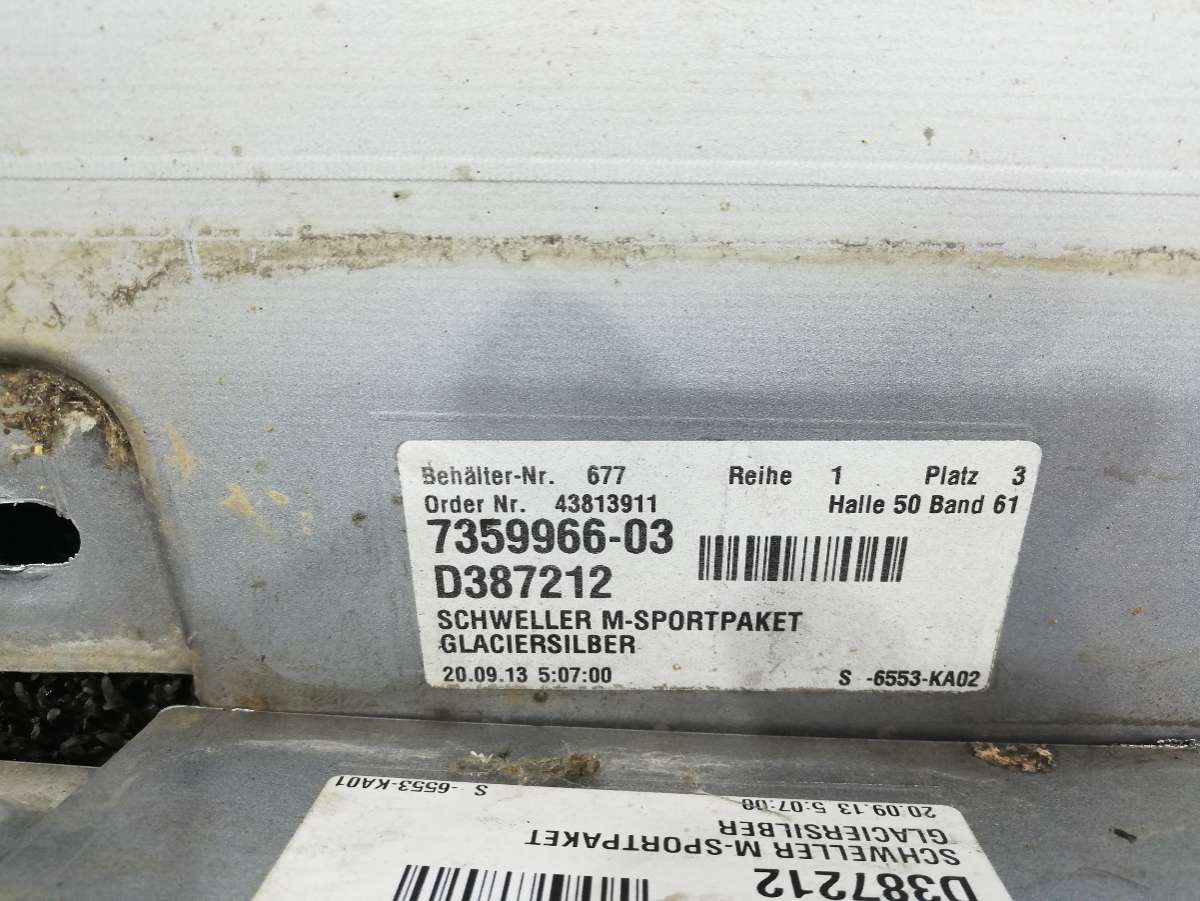 Behälter-Nr. 677 Reihe 1 Platz 3
Order Nr. 43813911 Halle 50 Band 61
7359966-03
D387212
SCHWELLER M-SPORTPAKET
GLACIERSILBER
20.09.13 5:07:00 S -6553-KA02
20.09.13 5:07:08 S -6553-KA01
GLACIERSILBER
SCHWELLER M-SPORTPAKET
D387212